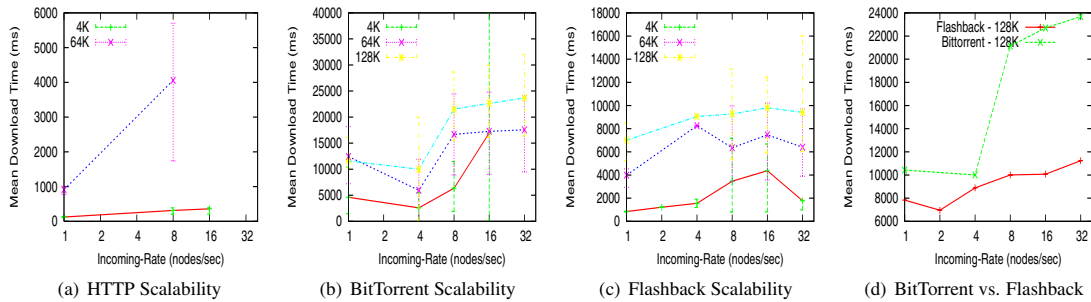 Mean Download Time (ms)
6000
5000
4000
3000
2000
1000
0
4K
64K
1 2 4 8 16 32
Incoming-Rate (nodes/sec)
(a) HTTP Scalability
Mean Download Time (ms)
40000
35000
30000
25000
20000
15000
10000
5000
0
4K
64K
128K
1 2 4 8 16 32
Incoming-Rate (nodes/sec)
(b) BitTorrent Scalability
Mean Download Time (ms)
18000
16000
14000
12000
10000
8000
6000
4000
2000
0
4K
64K
128K
1 2 4 8 16 32
Incoming-Rate (nodes/sec)
(c) Flashback Scalability
Mean Download Time (ms)
24000
22000
20000
18000
16000
14000
12000
10000
8000
6000
Flashback - 128K
Bittorrent - 128K
1 2 4 8 16 32
Incoming-Rate (nodes/sec)
(d) BitTorrent vs. Flashback